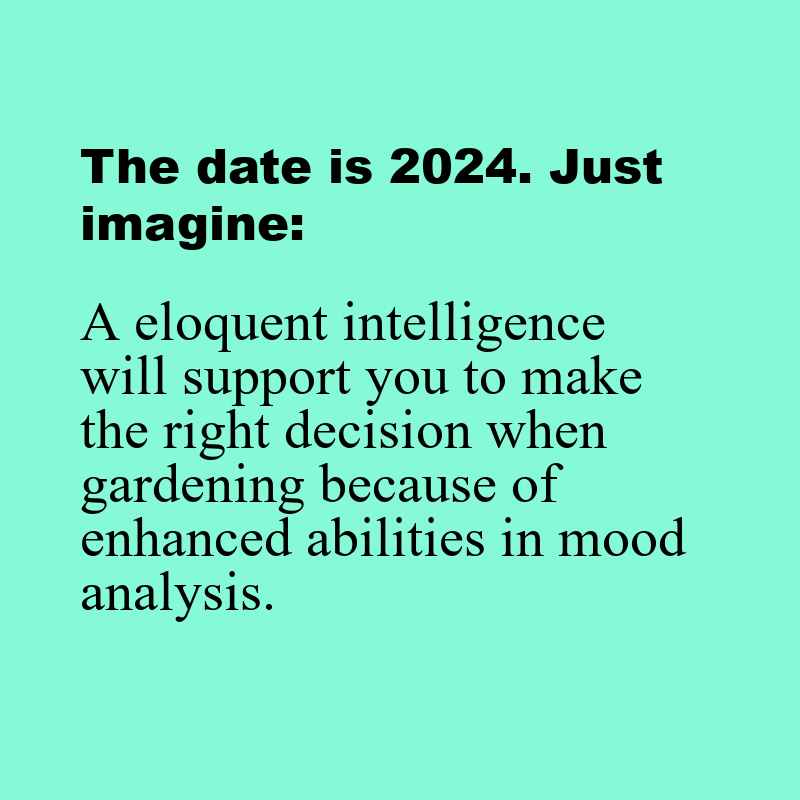 The date is 2024. Just
imagine:
A eloquent intelligence
will support you to make
the right decision when
gardening because of
enhanced abilities in mood
analysis.